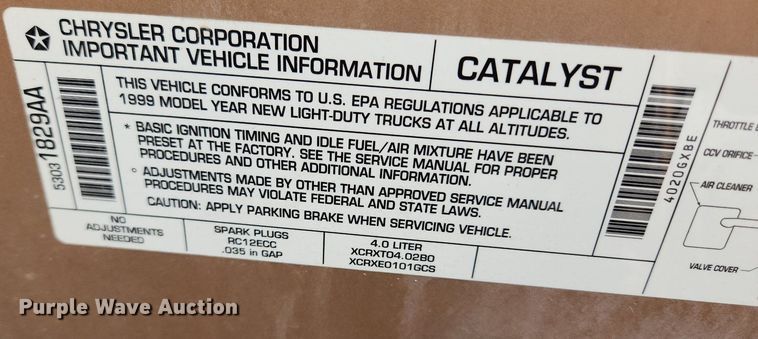 CHRYSLER CORPORATION
IMPORTANT VEHICLE INFORMATION
CATALYST
THIS VEHICLE CONFORMS TO U.S. EPA REGULATIONS APPLICABLE TO
1999 MODEL YEAR NEW LIGHT-DUTY TRUCKS AT ALL ALTITUDES.
* BASIC IGNITION TIMING AND IDLE FUEL/AIR MIXTURE HAVE BEEN
PRESET AT THE FACTORY. SEE THE SERVICE MANUAL FOR PROPER
PROCEDURES AND OTHER ADDITIONAL INFORMATION.
° ADJUSTMENTS MADE BY OTHER THAN APPROVED SERVICE MANUAL
PROCEDURES MAY VIOLATE FEDERAL AND STATE LAWS.
CAUTION: APPLY PARKING BRAKE WHEN SERVICING VEHICLE.
NO
ADJUSTMENTS
NEEDED
SPARK PLUGS
RC12ECC
.035 in GAP
4.0 LITER
XCRXT04.02B0
XCRXE0101GCS
53031829AA
4020GXBE
THROTTLE
CCV ORIFICE
AIR CLEANER
VALVE COVER
Purple Wave Auction